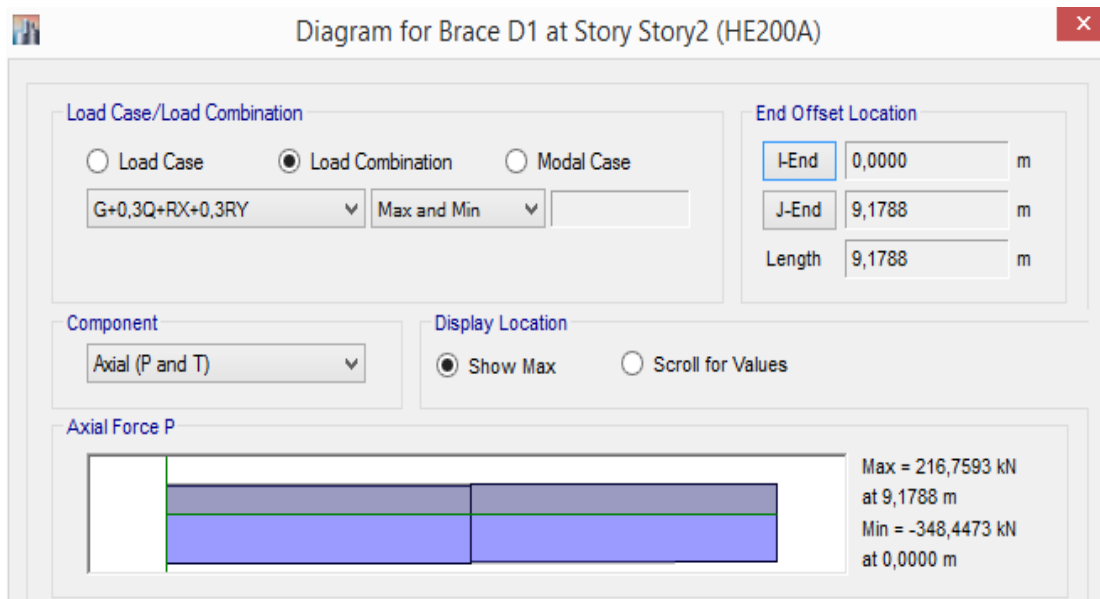 Diagram for Brace D1 at Story Story2 (HE200A)
Load Case/Load Combination
Load Case
Load Combination
Modal Case
G+0,3Q+RX+0,3RY
Max and Min
End Offset Location
I-End
0,0000
m
J-End
9,1788
m
Length
9,1788
m
Component
Axial (P and T)
Display Location
Show Max
Scroll for Values
Axial Force P
Max = 216,7593 kN
at 9,1788 m
Min = -348,4473 kN
at 0,0000 m